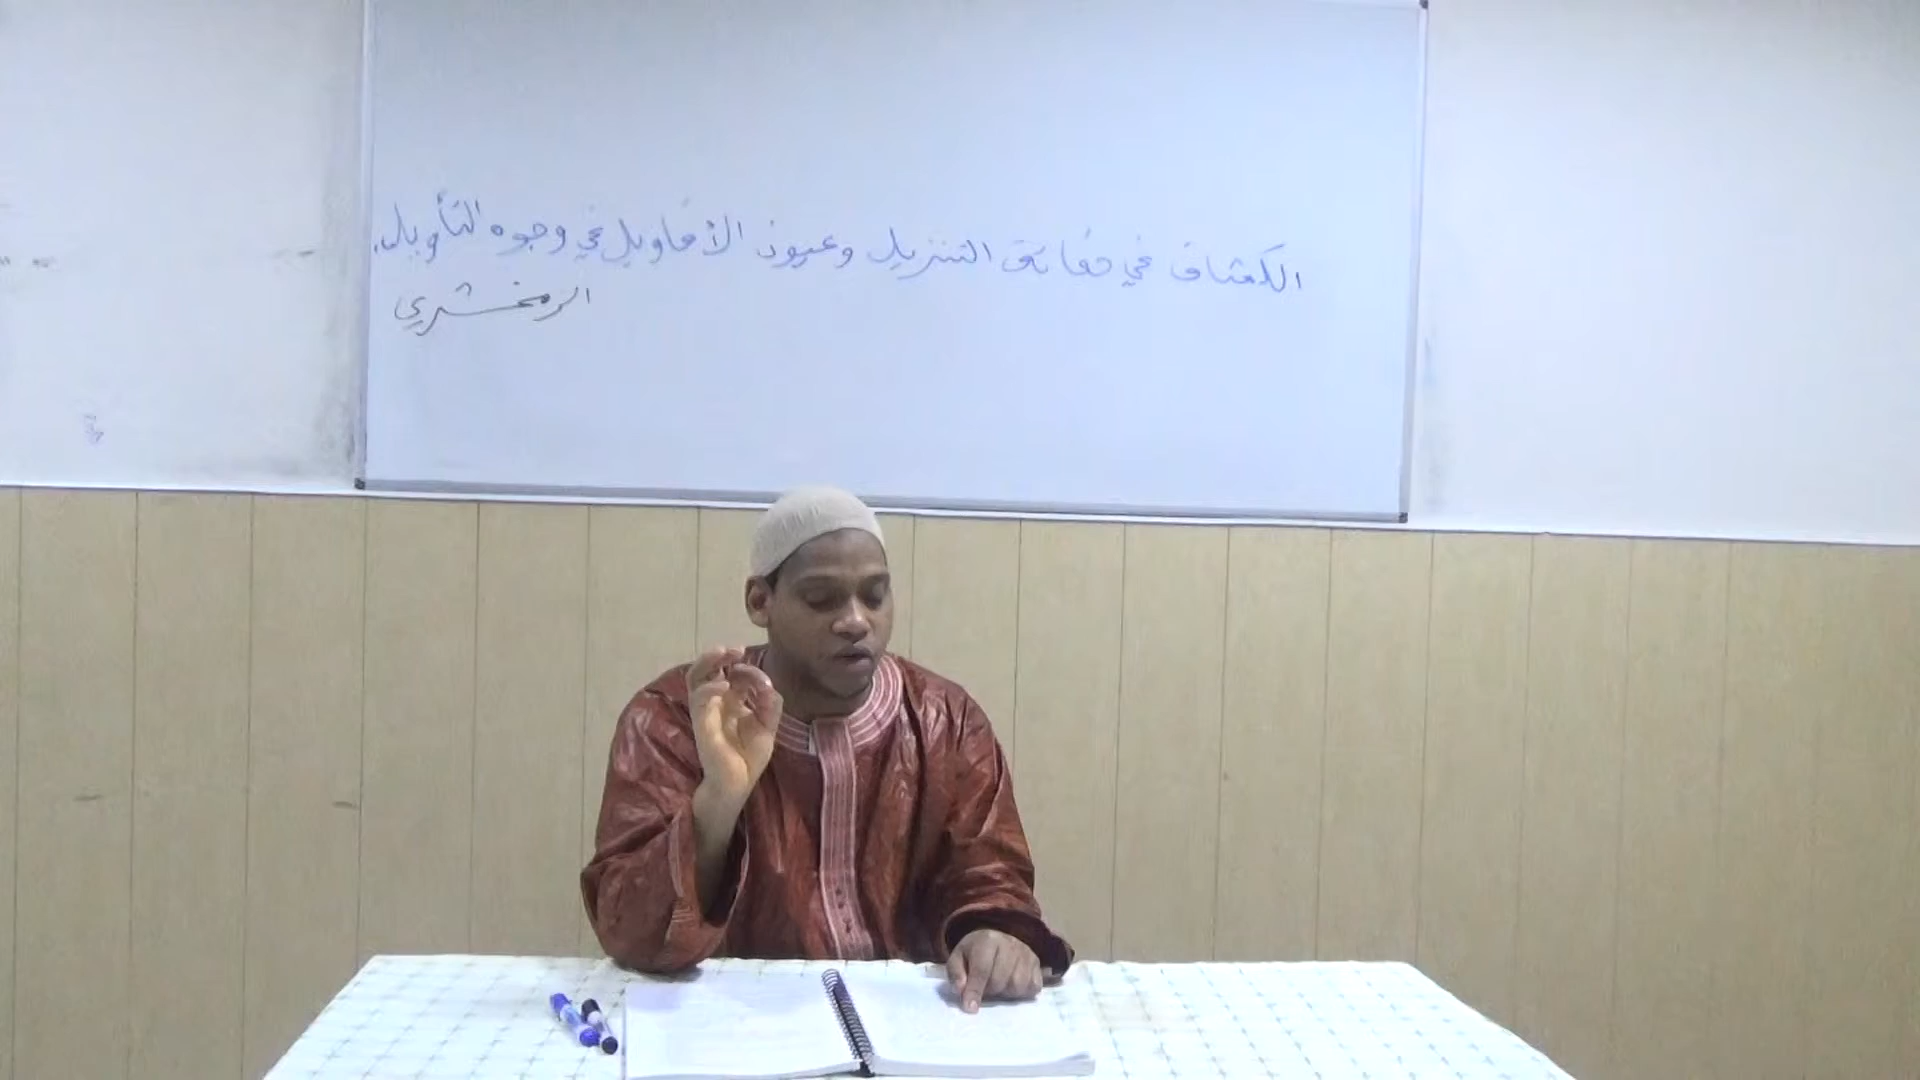 الكشاف في حقائق التنزيل وعيون الأقاويل في وجوه التأويل.
الزمخشري